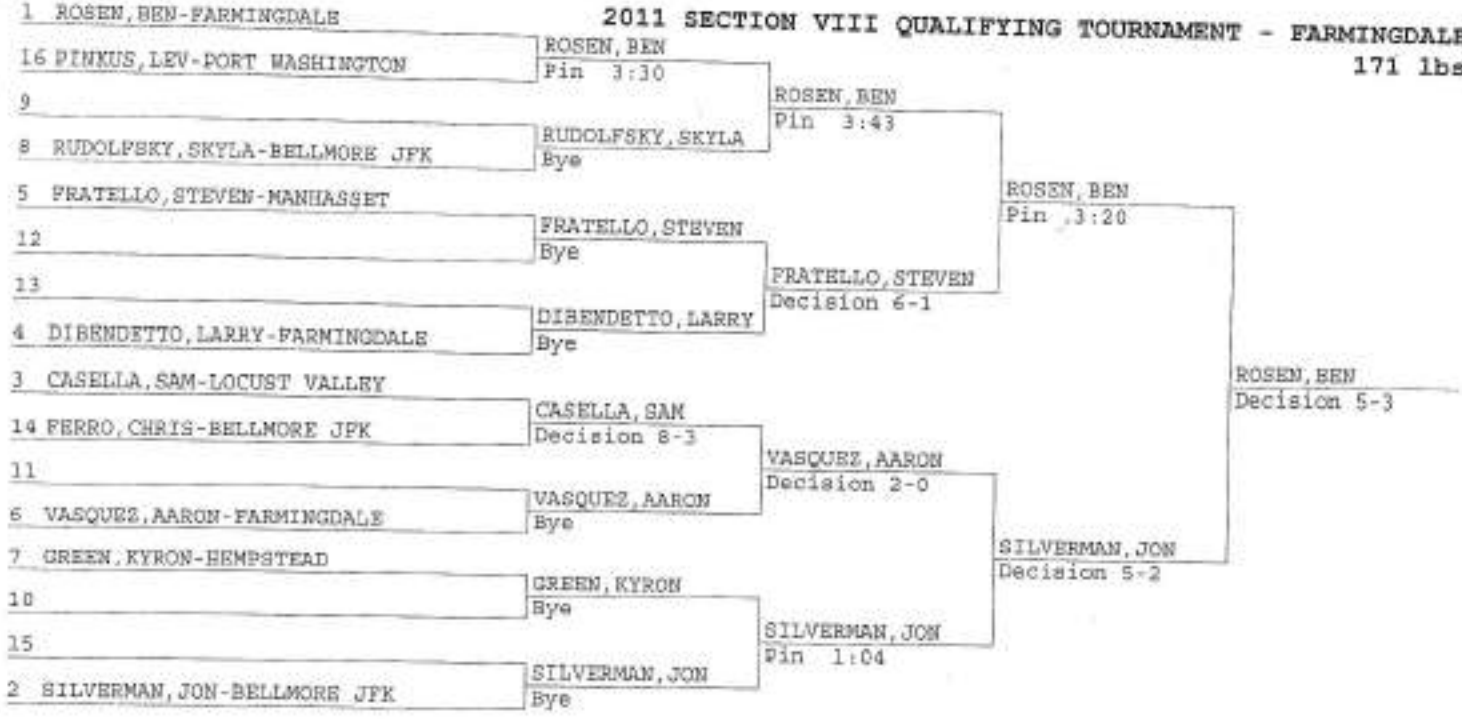 2011 SECTION VIII QUALIFYING TOURNAMENT - FARMINGDALE
171 lbs
1 ROSEN,BEN-FARMINGDALE
16 PINKUS,LEV-PORT WASHINGTON
9
8 RUDOLFSKY,SKYLA-BELLMORE JFK
5 FRATELLO,STEVEN-MANHASSET
12
13
4 DIBENDETTO,LARRY-FARMINGDALE
3 CASELLA,SAM-LOCUST VALLEY
14 FERRO,CHRIS-BELLMORE JFK
11
6 VASQUEZ,AARON-FARMINGDALE
7 GREEN,KYRON-HEMPSTEAD
10
15
2 SILVERMAN,JON-BELLMORE JFK
ROSEN,BEN
Pin 3:30
RUDOLFSKY,SKYLA
Bye
FRATELLO,STEVEN
Bye
DIBENDETTO,LARRY
Bye
CASELLA,SAM
Decision 8-3
VASQUEZ,AARON
Bye
GREEN,KYRON
Bye
SILVERMAN,JON
Bye
ROSEN,BEN
Pin 3:43
FRATELLO,STEVEN
Decision 6-1
VASQUEZ,AARON
Decision 2-0
SILVERMAN,JON
Pin 1:04
ROSEN,BEN
Pin 3:20
SILVERMAN,JON
Decision 5-2
ROSEN,BEN
Decision 5-3